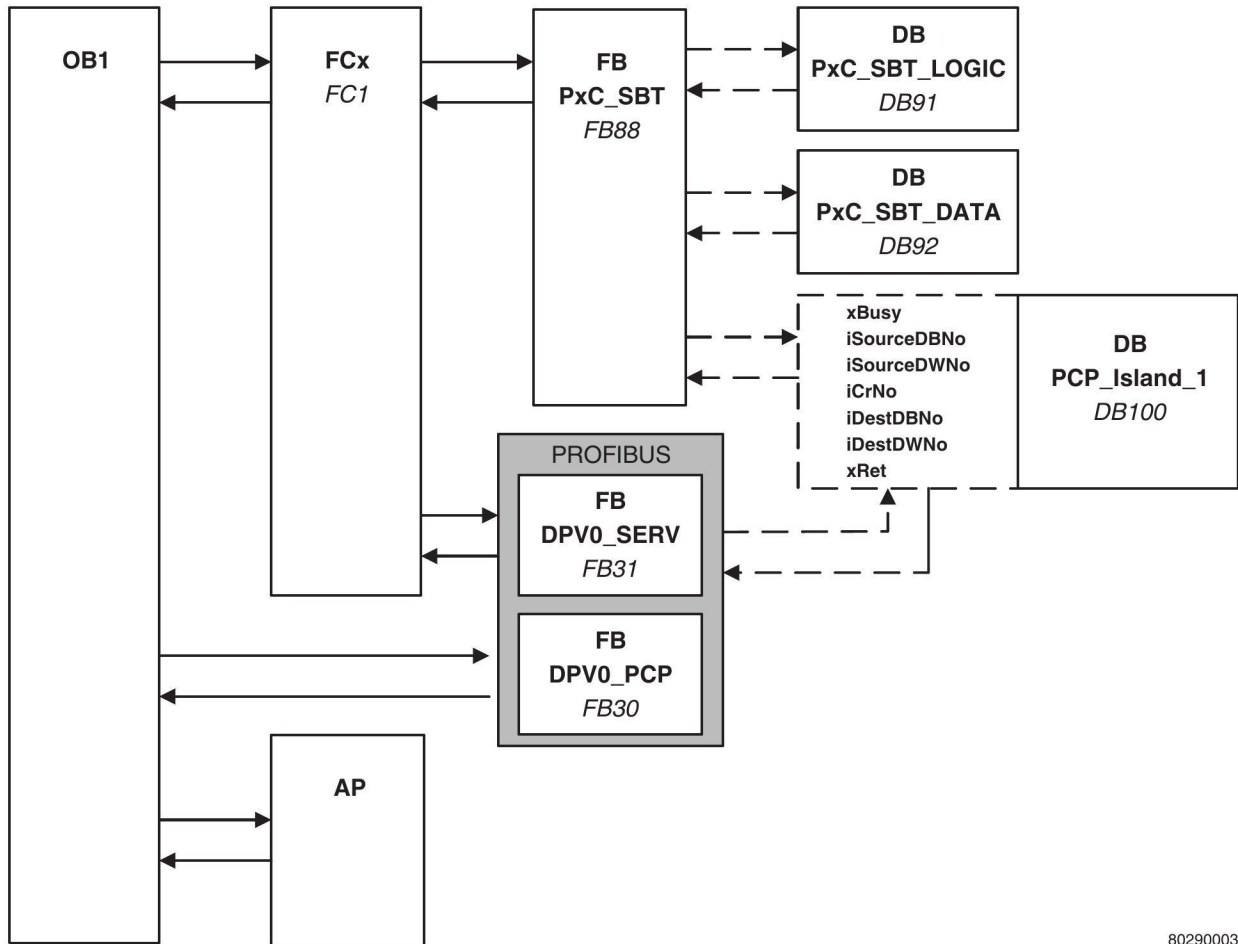 OB1
FCx
FC1
FB
PxC_SBT
FB88
DB
PxC_SBT_LOGIC
DB91
DB
PxC_SBT_DATA
DB92
xBusy
iSourceDBNo
iSourceDWNo
iCrNo
iDestDBNo
iDestDWNo
xRet
DB
PCP_Island_1
DB100
PROFIBUS
FB
DPV0_SERV
FB31
FB
DPV0_PCP
FB30
AP
80290003